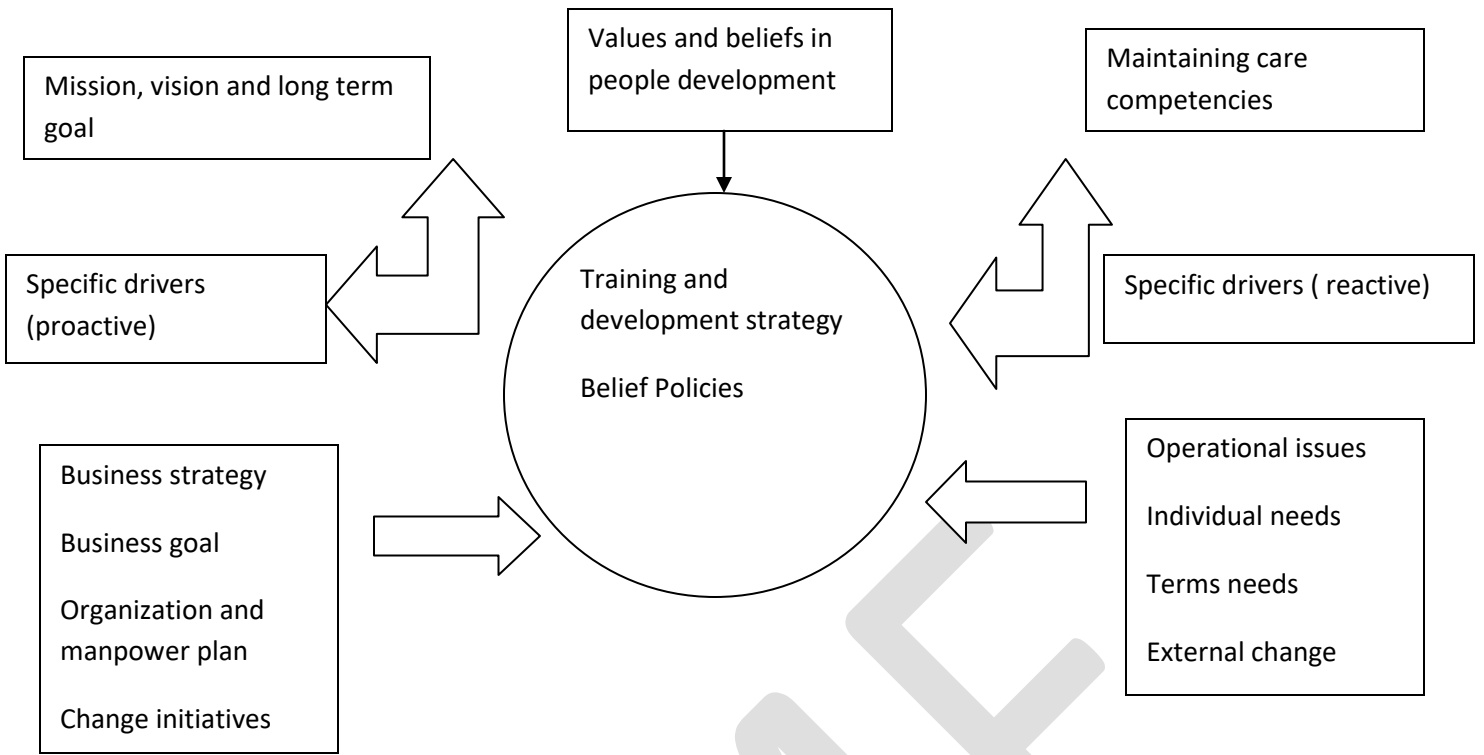 Values and beliefs in
people development
Mission, vision and long term
goal
Maintaining care
competencies
Specific drivers
(proactive)
Training and
development strategy
Belief Policies
Specific drivers ( reactive)
Business strategy
Business goal
Organization and
manpower plan
Change initiatives
Operational issues
Individual needs
Terms needs
External change